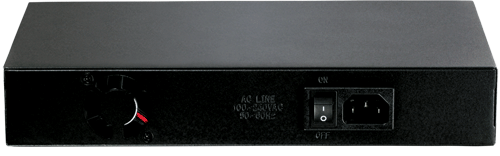 AC LINE
100-240VAC
50-60Hz
ON
OFF